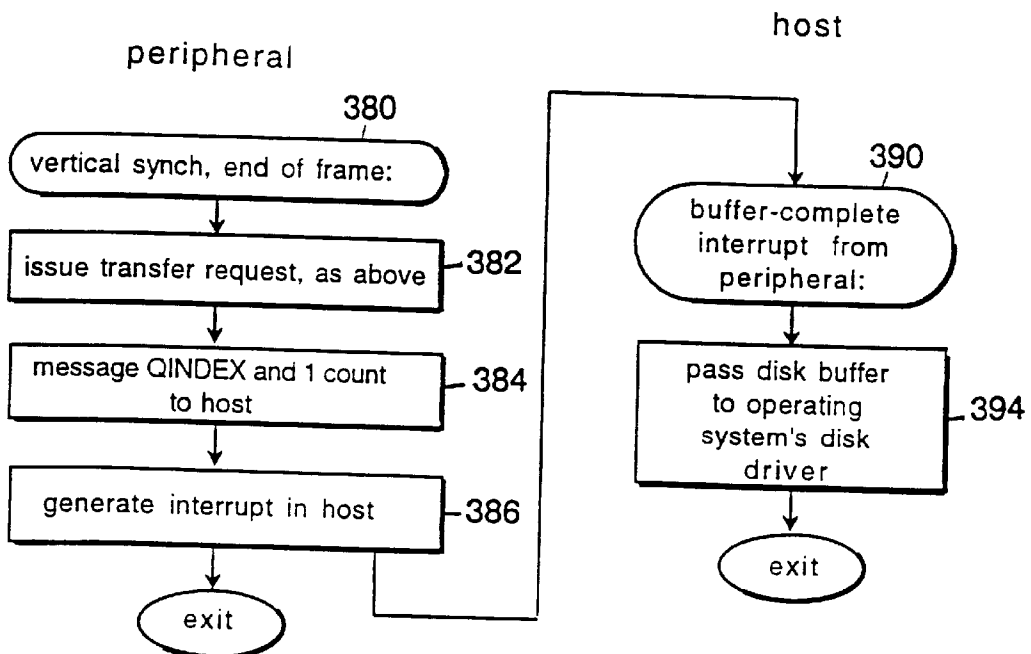 peripheral
380
vertical synch, end of frame:
issue transfer request, as above
382
message QINDEX and 1 count
to host
384
generate interrupt in host
386
exit
host
390
buffer-complete
interrupt from
peripheral:
pass disk buffer
to operating
system's disk
driver
394
exit